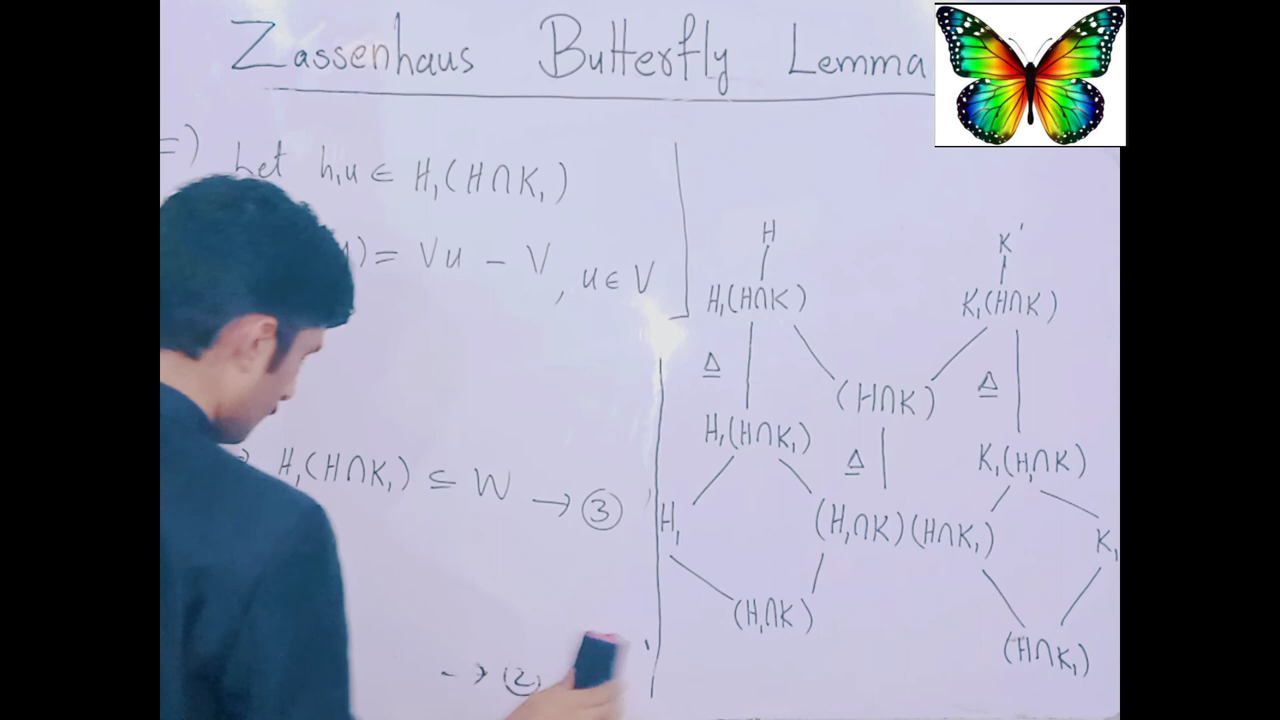 Zassenhaus Butterfly Lemma
=) Let h₁u ∈ H₁(H∩K₁)
)= Vu - V, u ∈ V
H₁(H∩K₁) ⊆ W → ③
→ ②
H
K'
H₁(H∩K)
K₁(H∩K)
Δ
Δ
(H∩K)
H₁(H∩K₁)
Δ
K₁(H₁∩K)
H₁
(H₁∩K)(H∩K₁)
K₁
(H₁∩K)
(H∩K₁)